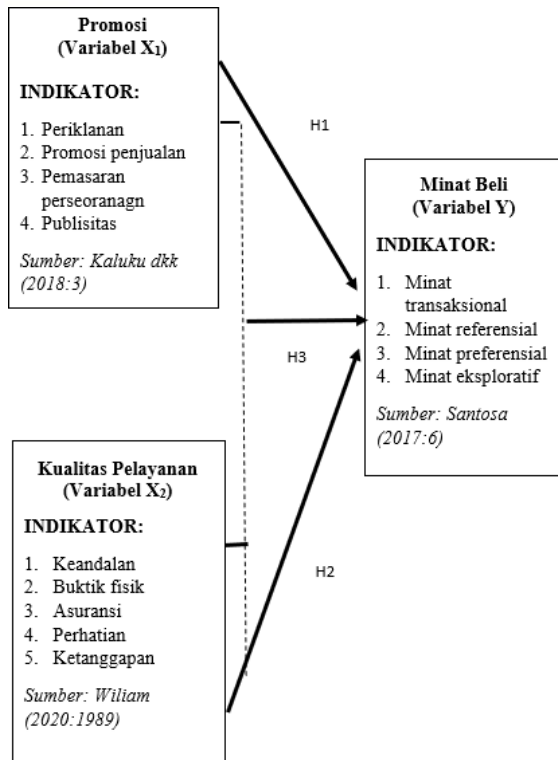 Promosi
(Variabel X₁)
INDIKATOR:
1. Periklanan
2. Promosi penjualan
3. Pemasaran
perseoranagn
4. Publisitas
Sumber: Kaluku dkk
(2018:3)
H1
Minat Beli
(Variabel Y)
INDIKATOR:
1. Minat
transaksional
2. Minat referensial
3. Minat preferensial
4. Minat eksploratif
Sumber: Santosa
(2017:6)
H3
Kualitas Pelayanan
(Variabel X₂)
INDIKATOR:
1. Keandalan
2. Buktik fisik
3. Asuransi
4. Perhatian
5. Ketanggapan
Sumber: Wiliam
(2020:1989)
H2